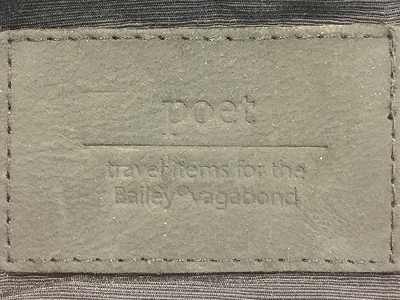 poet
travel items for the
Bailey® vagabond